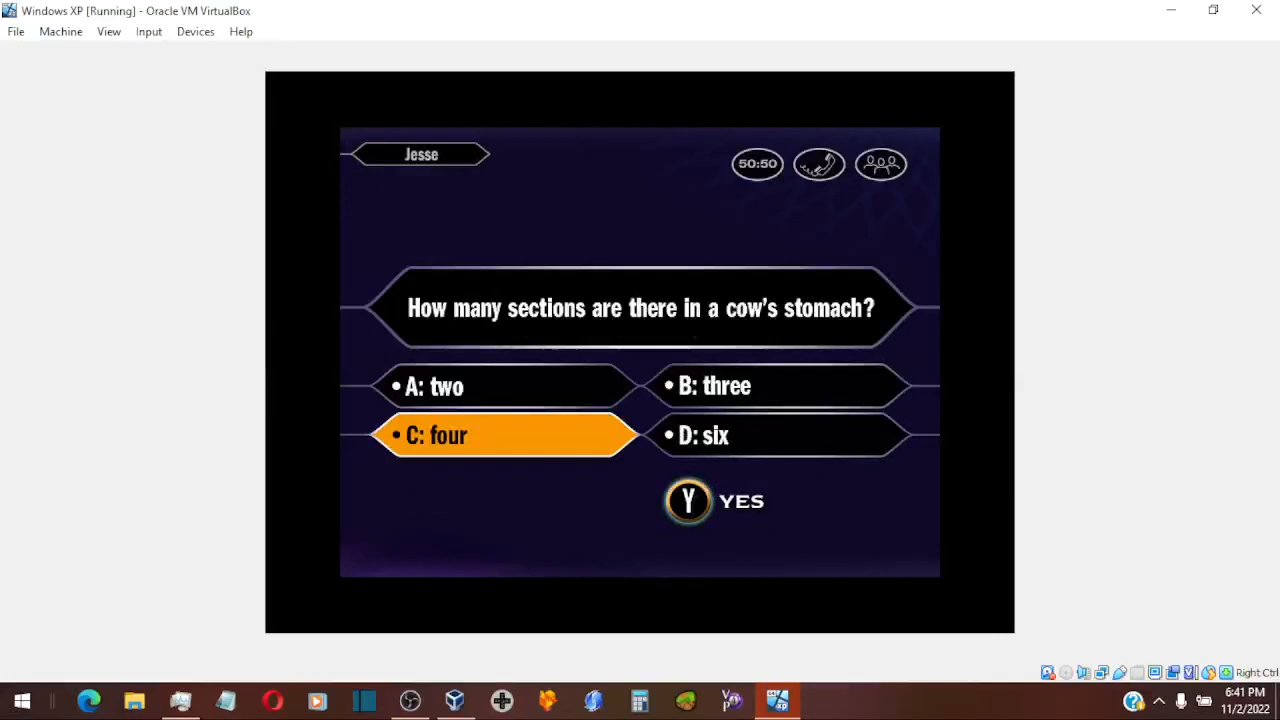 Windows XP [Running] - Oracle VM VirtualBox
File Machine View Input Devices Help
Jesse
50:50
How many sections are there in a cow's stomach?
• A: two
• B: three
• C: four
• D: six
Y YES
Right Ctrl
6:41 PM
11/2/2022